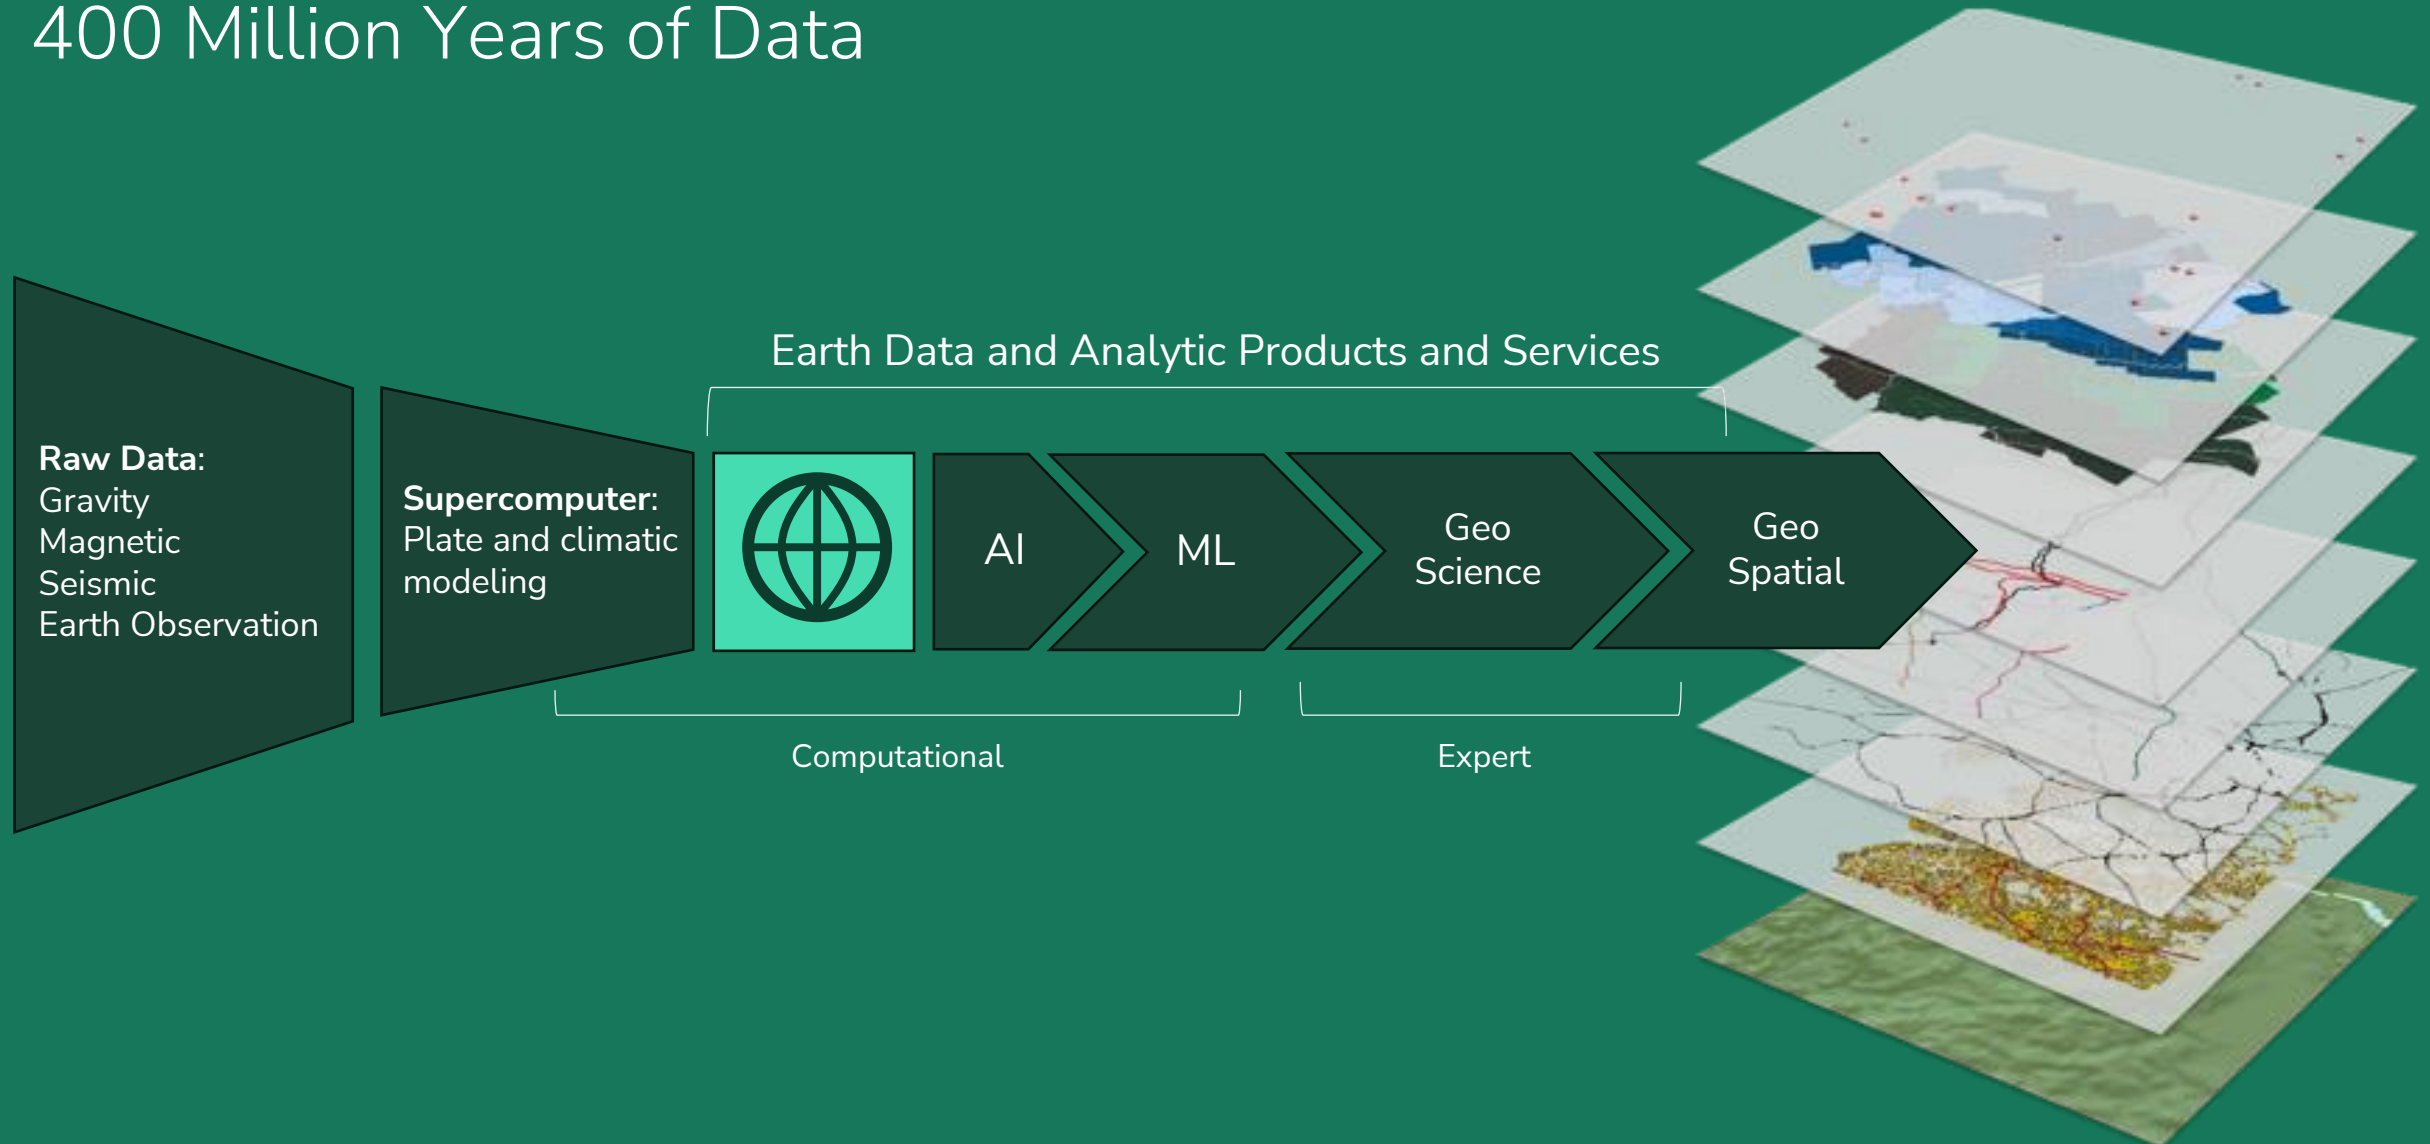 400 Million Years of Data
Earth Data and Analytic Products and Services
Raw Data:
Gravity
Magnetic
Seismic
Earth Observation
Supercomputer:
Plate and climatic
modeling
AI
ML
Geo
Science
Geo
Spatial
Computational
Expert